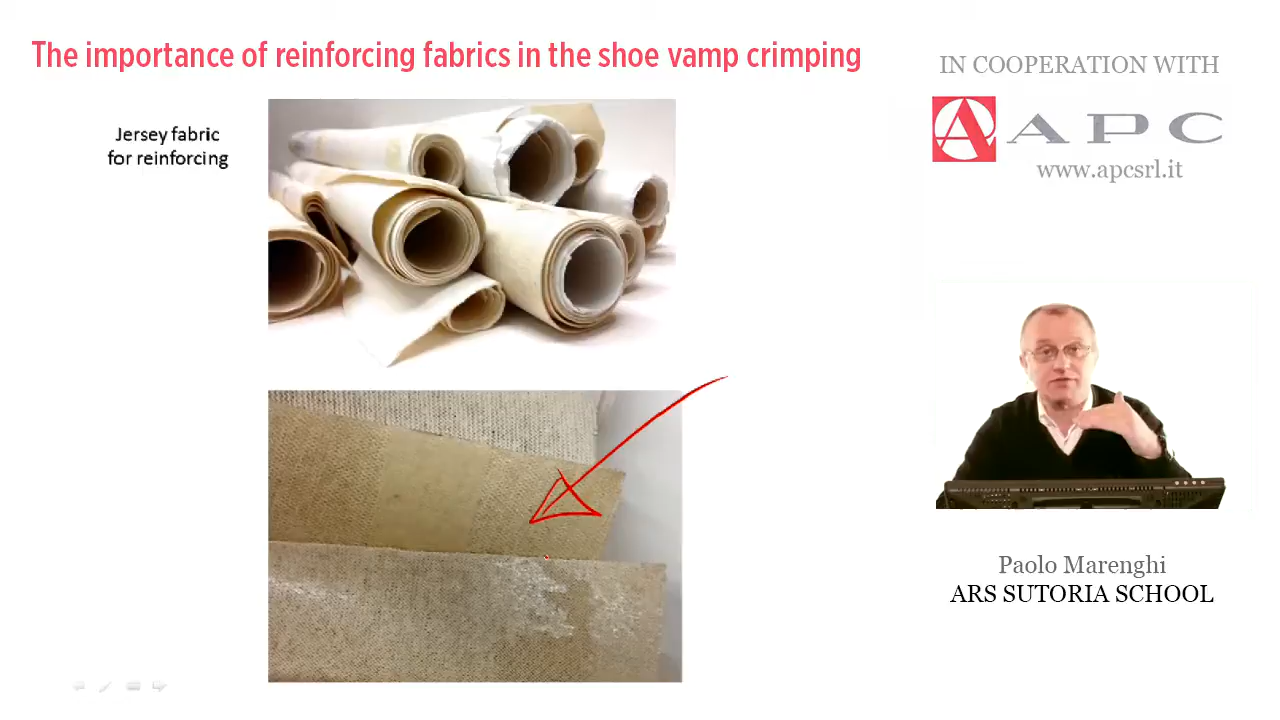 The importance of reinforcing fabrics in the shoe vamp crimping
IN COOPERATION WITH
A P C
www.apcsrl.it
Jersey fabric
for reinforcing
Paolo Marenghi
ARS SUTORIA SCHOOL